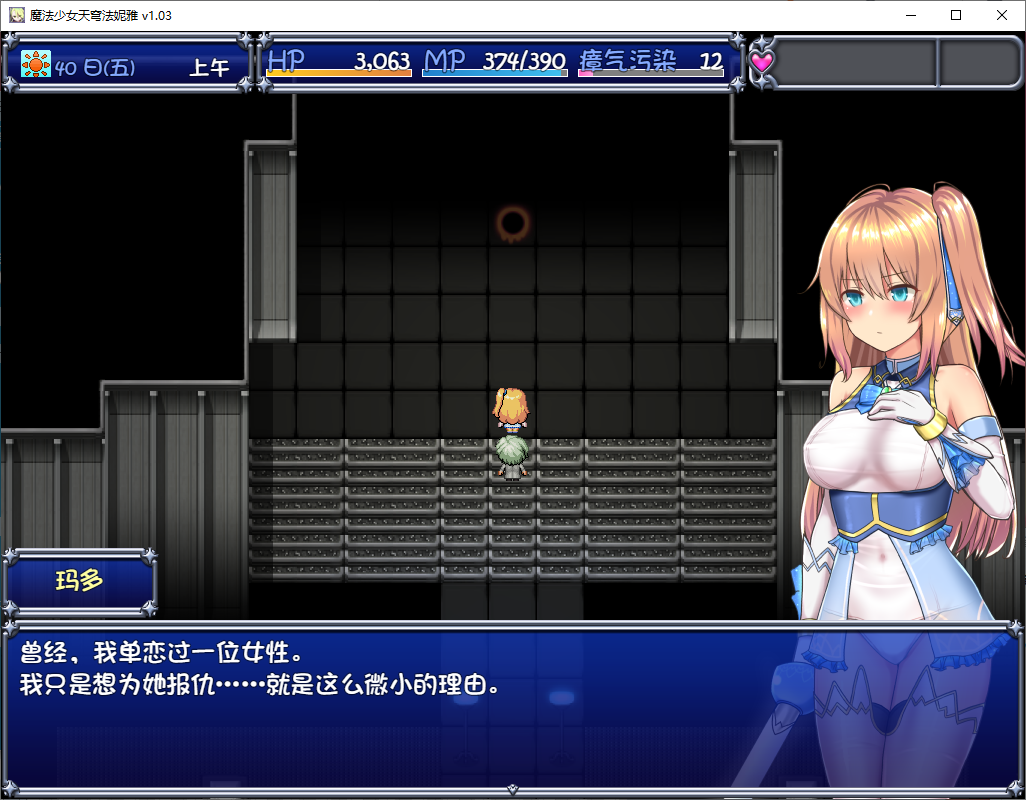 魔法少女天穹法妮雅 v1.03
40 日(五) 上午
HP 3,063 MP 374/390 瘴气污染 12
玛多
曾经，我单恋过一位女性。
我只是想为她报仇……就是这么微小的理由。